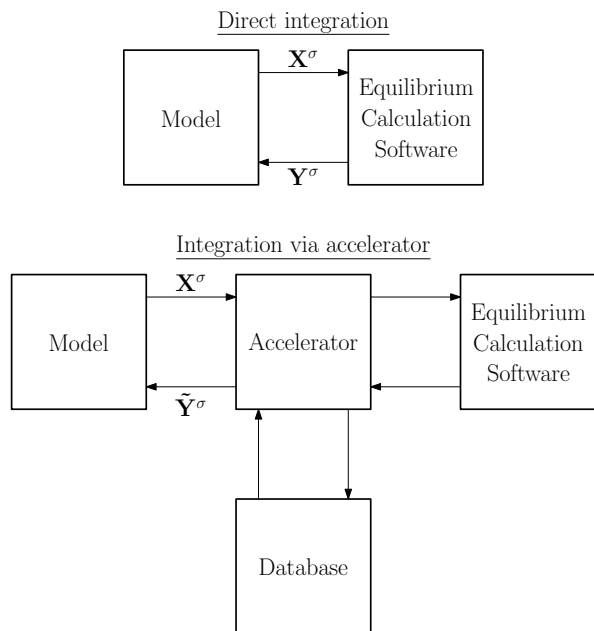 Direct integration
X^σ
Model
Equilibrium
Calculation
Software
Y^σ
Integration via accelerator
X^σ
Model
Accelerator
Equilibrium
Calculation
Software
Ỹ^σ
Database